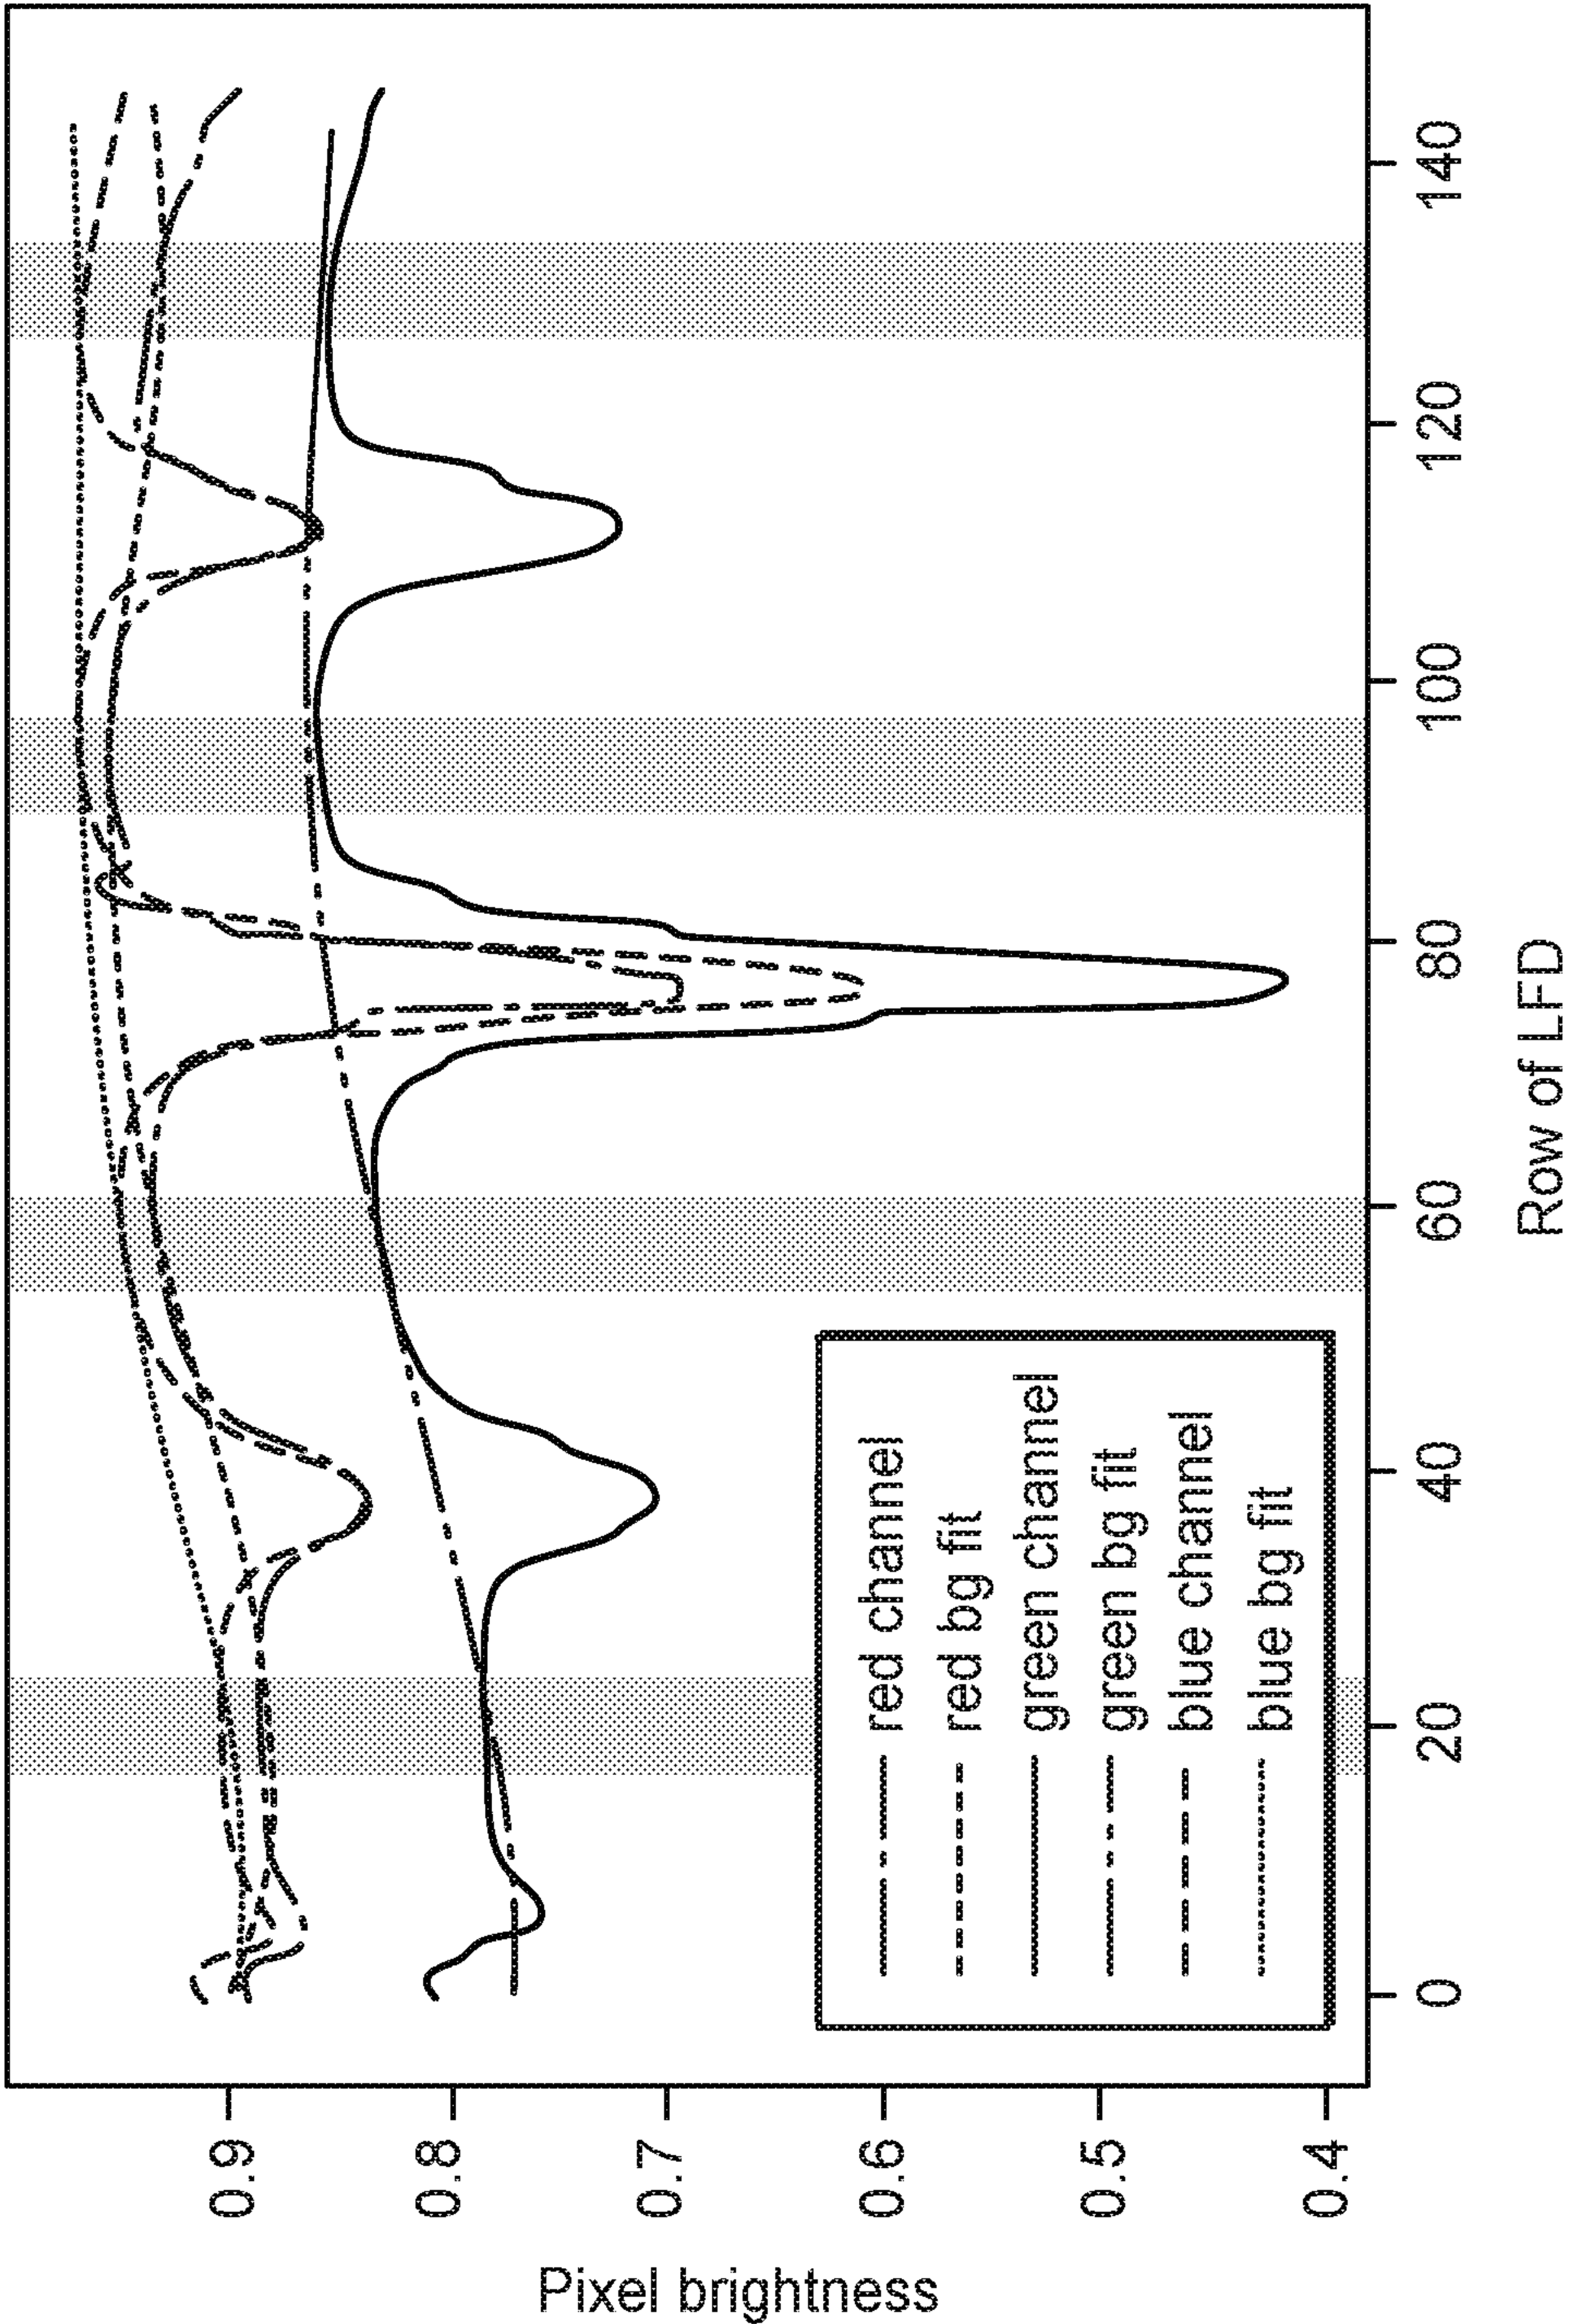 Pixel brightness
0.9
0.8
0.7
0.6
0.5
0.4
red channel
red bg fit
green channel
green bg fit
blue channel
blue bg fit
0 20 40 60 80 100 120 140
Row of LFD